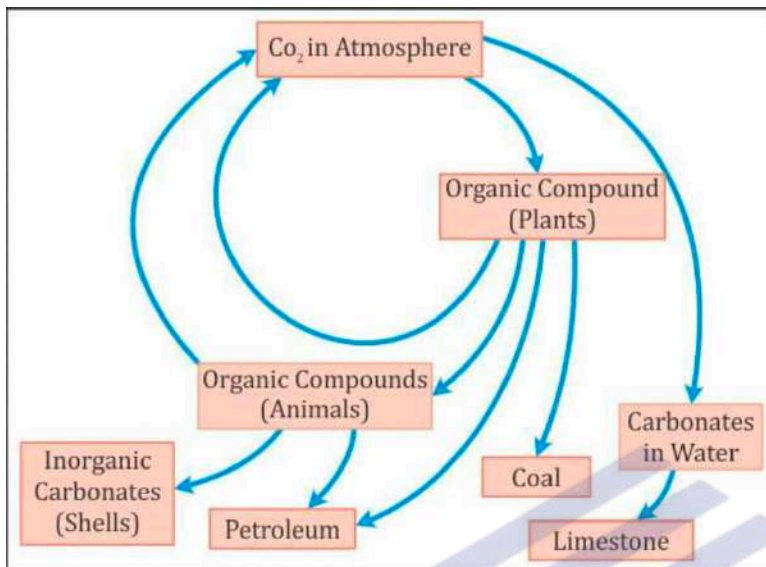 Co₂ in Atmosphere
Organic Compound
(Plants)
Organic Compounds
(Animals)
Carbonates
in Water
Inorganic
Carbonates
(Shells)
Coal
Petroleum
Limestone